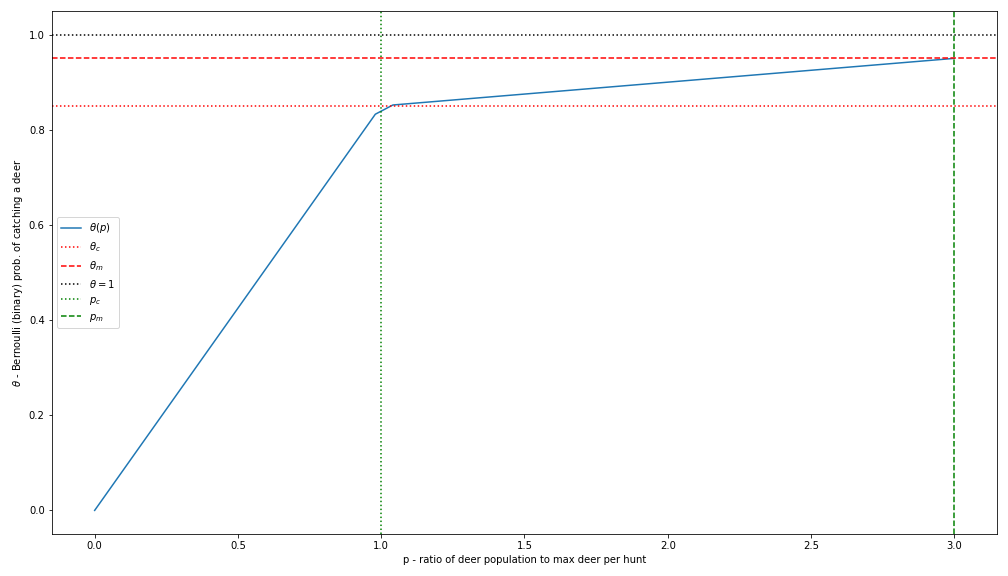 1.0
0.8
0.6
0.4
0.2
0.0
θ - Bernoulli (binary) prob. of catching a deer
θ(p)
θ_c
θ_m
θ = 1
p_c
p_m
0.0 0.5 1.0 1.5 2.0 2.5 3.0
p - ratio of deer population to max deer per hunt